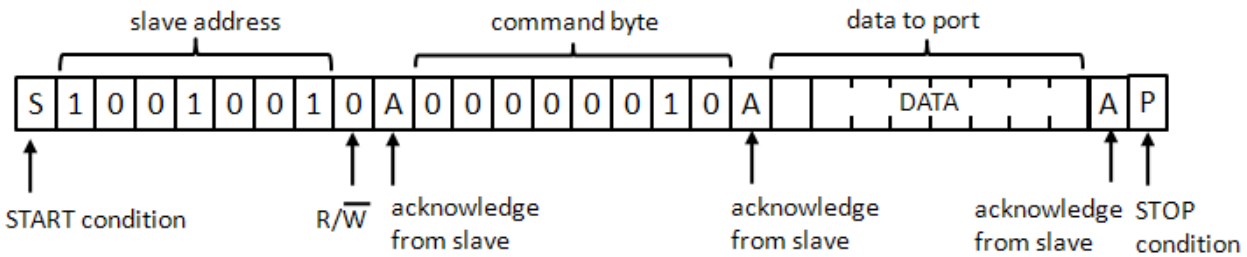 slave address command byte data to port
S 1 0 0 1 0 0 1 0 A 0 0 0 0 0 0 1 0 A DATA A P
START condition R/W̅ acknowledge from slave acknowledge from slave acknowledge from slave STOP condition